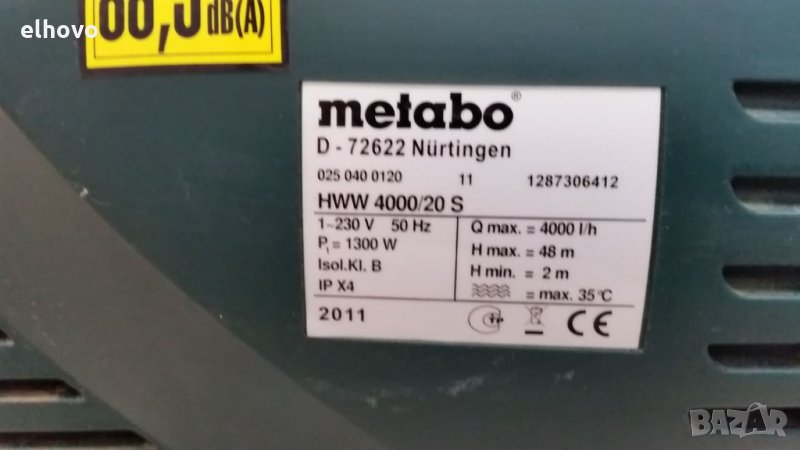 elhovo
dB(A)
metabo®
D - 72622 Nürtingen
025 040 0120 11 1287306412
HWW 4000/20 S
1~230 V 50 Hz
P₁ = 1300 W
Isol.Kl. B
IP X4
2011
Q max. = 4000 l/h
H max. = 48 m
H min. = 2 m
= max. 35°C
CE
BAZAR